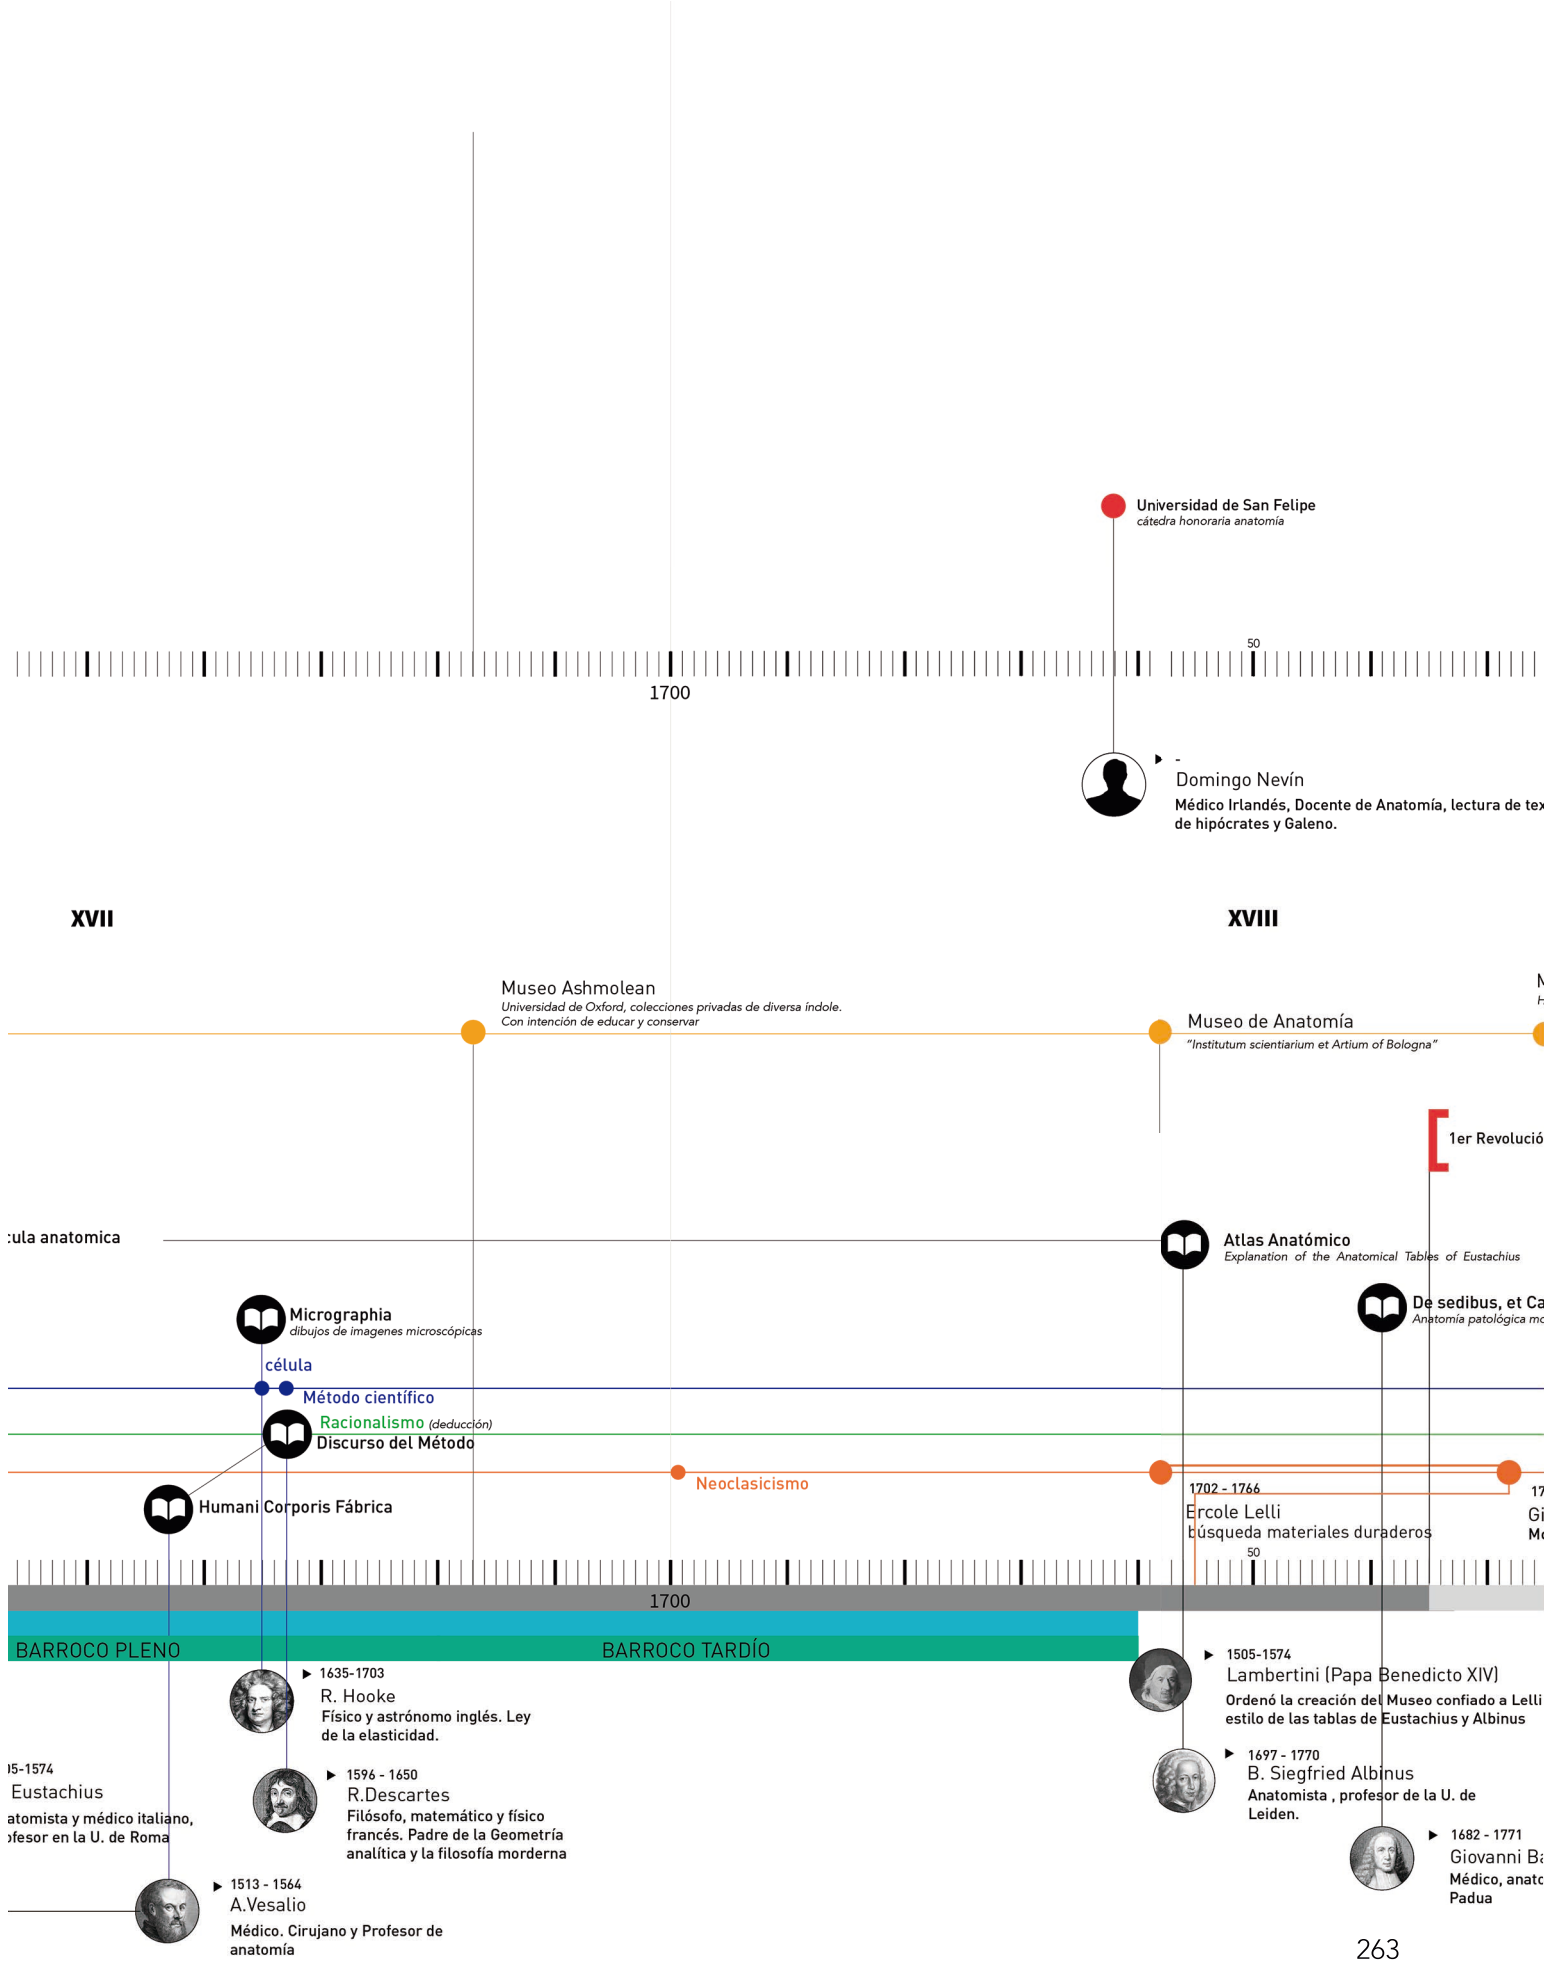 Universidad de San Felipe
cátedra honoraria anatomía
50
1700
-
Domingo Nevín
Médico Irlandés, Docente de Anatomía, lectura de tex
de hipócrates y Galeno.
XVII
XVIII
Museo Ashmolean
Universidad de Oxford, colecciones privadas de diversa índole.
Con intención de educar y conservar
Museo de Anatomía
"Institutum scientiarium et Artium of Bologna"
M
H
1er Revolució
cula anatomica
Atlas Anatómico
Explanation of the Anatomical Tables of Eustachius
De sedibus, et Ca
Anatomía patológica mo
Micrographia
dibujos de imagenes microscópicas
célula
Método científico
Racionalismo (deducción)
Discurso del Método
Neoclasicismo
Humani Corporis Fábrica
1702 - 1766
Ercole Lelli
búsqueda materiales duraderos
17
Gi
Mo
50
1700
BARROCO PLENO
BARROCO TARDÍO
1635-1703
R. Hooke
Físico y astrónomo inglés. Ley
de la elasticidad.
1505-1574
Lambertini (Papa Benedicto XIV)
Ordenó la creación del Museo confiado a Lelli
estilo de las tablas de Eustachius y Albinus
05-1574
Eustachius
atomista y médico italiano,
ofesor en la U. de Roma
1596 - 1650
R.Descartes
Filósofo, matemático y físico
francés. Padre de la Geometría
analítica y la filosofía morderna
1697 - 1770
B. Siegfried Albinus
Anatomista , profesor de la U. de
Leiden.
1682 - 1771
Giovanni Ba
Médico, anato
Padua
1513 - 1564
A.Vesalio
Médico. Cirujano y Profesor de
anatomía
263